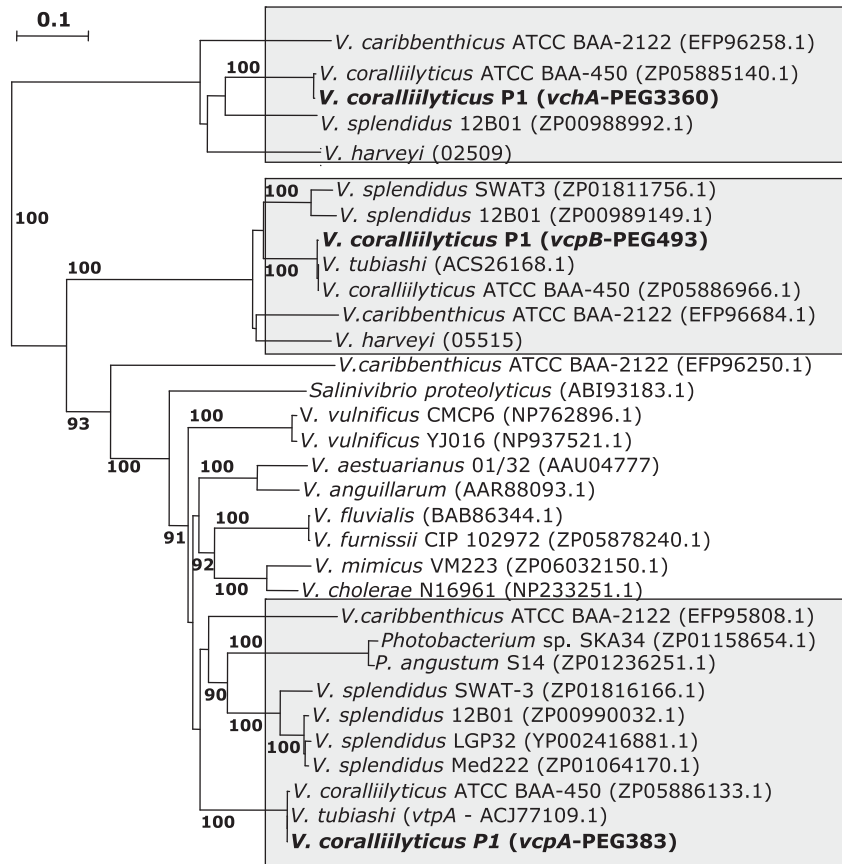 0.1
V. caribbenthicus ATCC BAA-2122 (EFP96258.1)
100
V. coralliilyticus ATCC BAA-450 (ZP05885140.1)
V. coralliilyticus P1 (vchA-PEG3360)
V. splendidus 12B01 (ZP00988992.1)
V. harveyi (02509)
100
V. splendidus SWAT3 (ZP01811756.1)
V. splendidus 12B01 (ZP00989149.1)
100
V. coralliilyticus P1 (vcpB-PEG493)
100
100
V. tubiashi (ACS26168.1)
V. coralliilyticus ATCC BAA-450 (ZP05886966.1)
V.caribbenthicus ATCC BAA-2122 (EFP96684.1)
V. harveyi (05515)
V.caribbenthicus ATCC BAA-2122 (EFP96250.1)
Salinivibrio proteolyticus (ABI93183.1)
93
100
V. vulnificus CMCP6 (NP762896.1)
V. vulnificus YJ016 (NP937521.1)
100
100
V. aestuarianus 01/32 (AAU04777)
V. anguillarum (AAR88093.1)
100
V. fluvialis (BAB86344.1)
91
V. furnissii CIP 102972 (ZP05878240.1)
92
V. mimicus VM223 (ZP06032150.1)
100
V. cholerae N16961 (NP233251.1)
V.caribbenthicus ATCC BAA-2122 (EFP95808.1)
100
Photobacterium sp. SKA34 (ZP01158654.1)
P. angustum S14 (ZP01236251.1)
90
V. splendidus SWAT-3 (ZP01816166.1)
100
V. splendidus 12B01 (ZP00990032.1)
100
V. splendidus LGP32 (YP002416881.1)
V. splendidus Med222 (ZP01064170.1)
V. coralliilyticus ATCC BAA-450 (ZP05886133.1)
100
V. tubiashi (vtpA - ACJ77109.1)
V. coralliilyticus P1 (vcpA-PEG383)